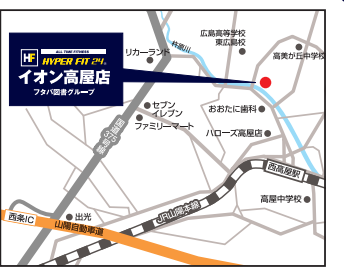 HF
ALL TIME FITNESS
HYPER FIT 24
イオン高屋店
フタバ図書グループ
リカーランド
杵原川
広島高等学校
東広島校
高美が丘中学校
セブン
イレブン
ファミリーマート
おおたに歯科
ハローズ高屋店
国道375号線
西高屋駅
高屋中学校
JR山陽本線
西条IC
出光
山陽自動車道